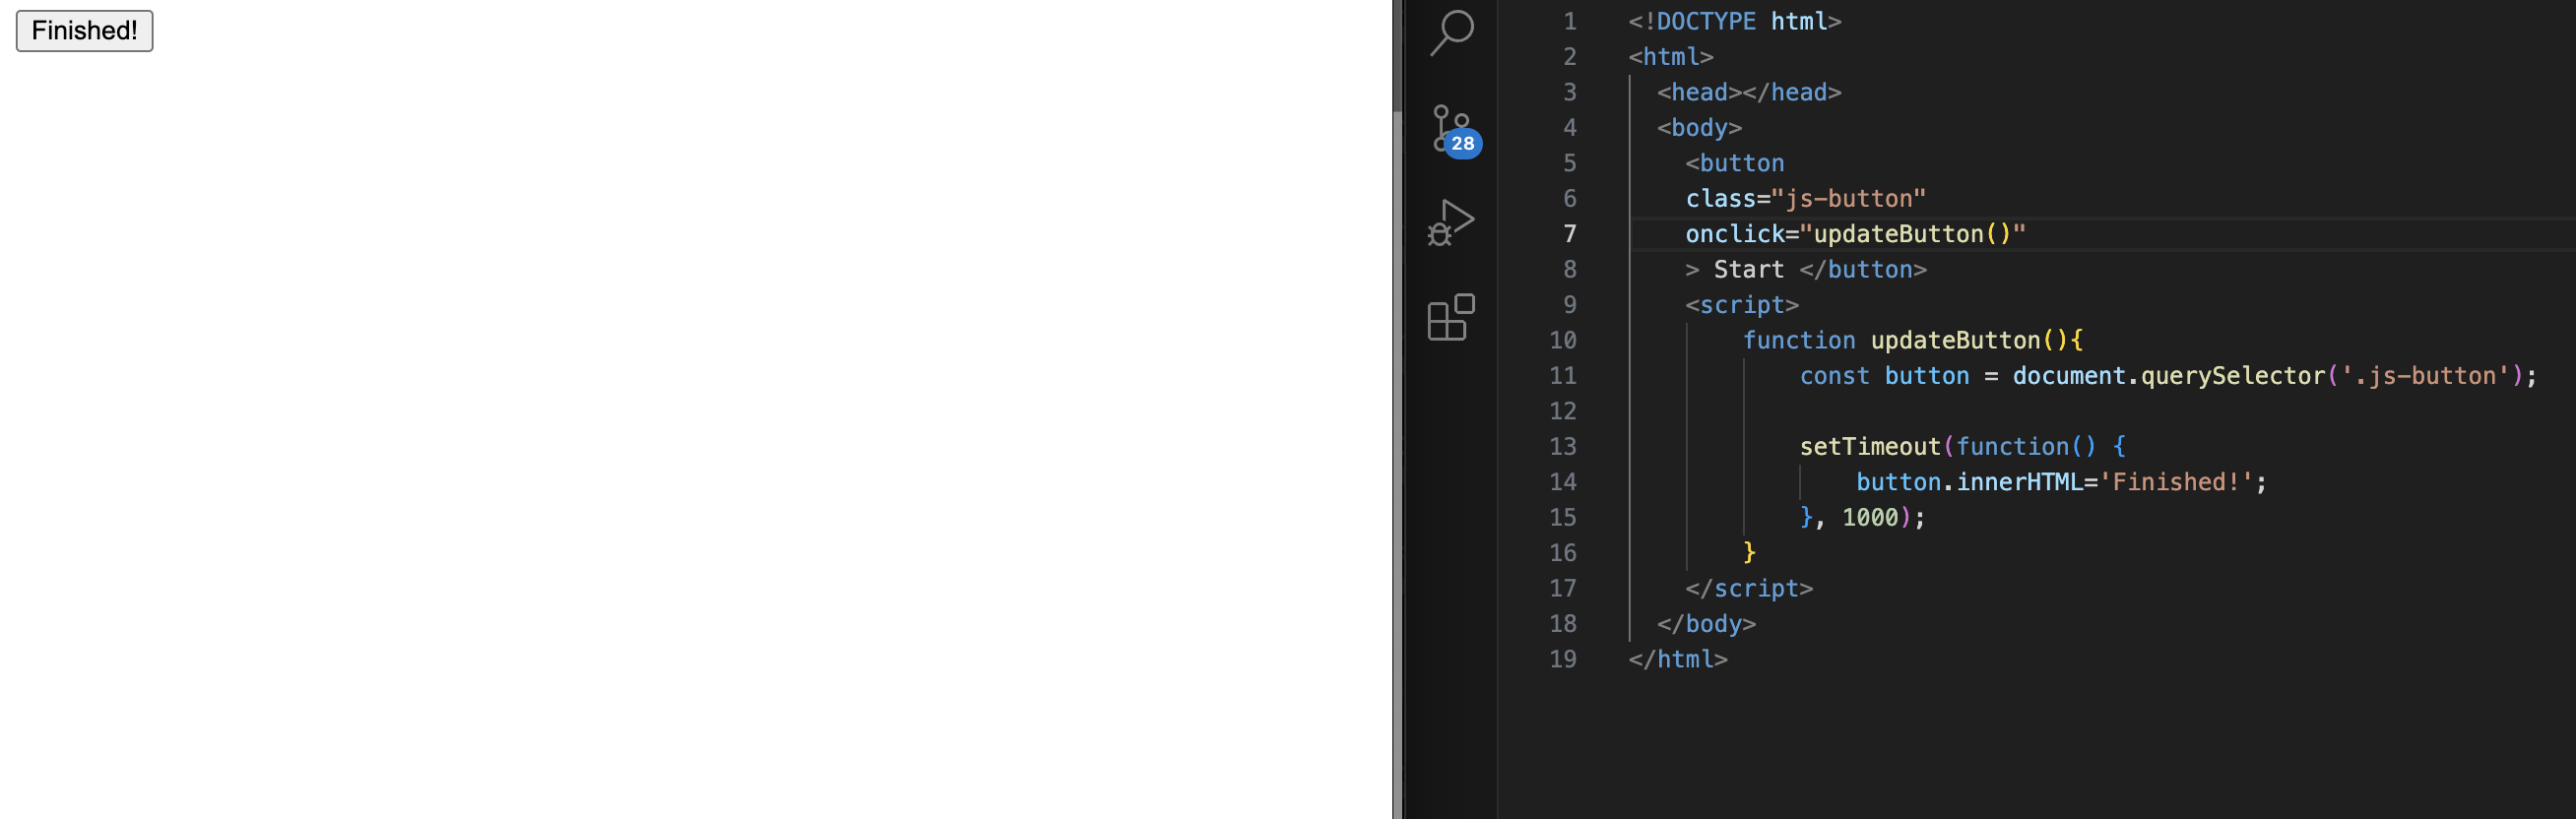 Finished!
28
1 <!DOCTYPE html>
2 <html>
3   <head></head>
4   <body>
5     <button
6     class="js-button"
7     onclick="updateButton()"
8     > Start </button>
9     <script>
10         function updateButton(){
11             const button = document.querySelector('.js-button');
12
13             setTimeout(function() {
14                 button.innerHTML='Finished!';
15             }, 1000);
16         }
17     </script>
18   </body>
19 </html>